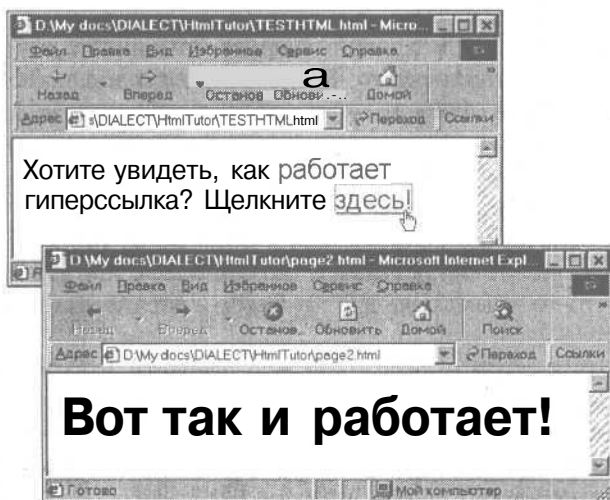 D:\My docs\DIALECT\HtmlTutor\TESTHTML.html - Micro...
Файл Правка Вид Избранное Сервис Справка
а
Назад Вперед Останов Обнови... Домой
Адрес s\DIALECT\HtmlTutor\TESTHTML.html Переход Ссылки
Хотите увидеть, как работает
гиперссылка? Щелкните здесь!
D:\My docs\DIALECT\HtmlTutor\page2.html - Microsoft Internet Expl...
Файл Правка Вид Избранное Сервис Справка
Назад Вперед Останов. Обновить Домой Поиск
Адрес D:\My docs\DIALECT\HtmlTutor\page2.html Переход Ссылки
Вот так и работает!
Готово Мой компьютер